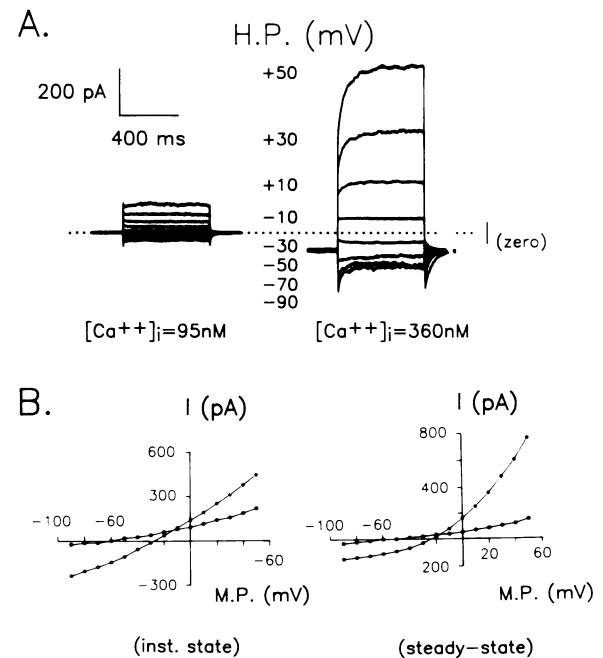 A.
H.P. (mV)
200 pA
400 ms
+50
+30
+10
-10
-30
-50
-70
-90
I (zero)
[Ca++]i=95nM
[Ca++]i=360nM
B.
I (pA)
600
300
-100
-60
-60
-300
M.P. (mV)
(inst. state)
I (pA)
800
400
-100
-60
20
60
200
M.P. (mV)
(steady-state)